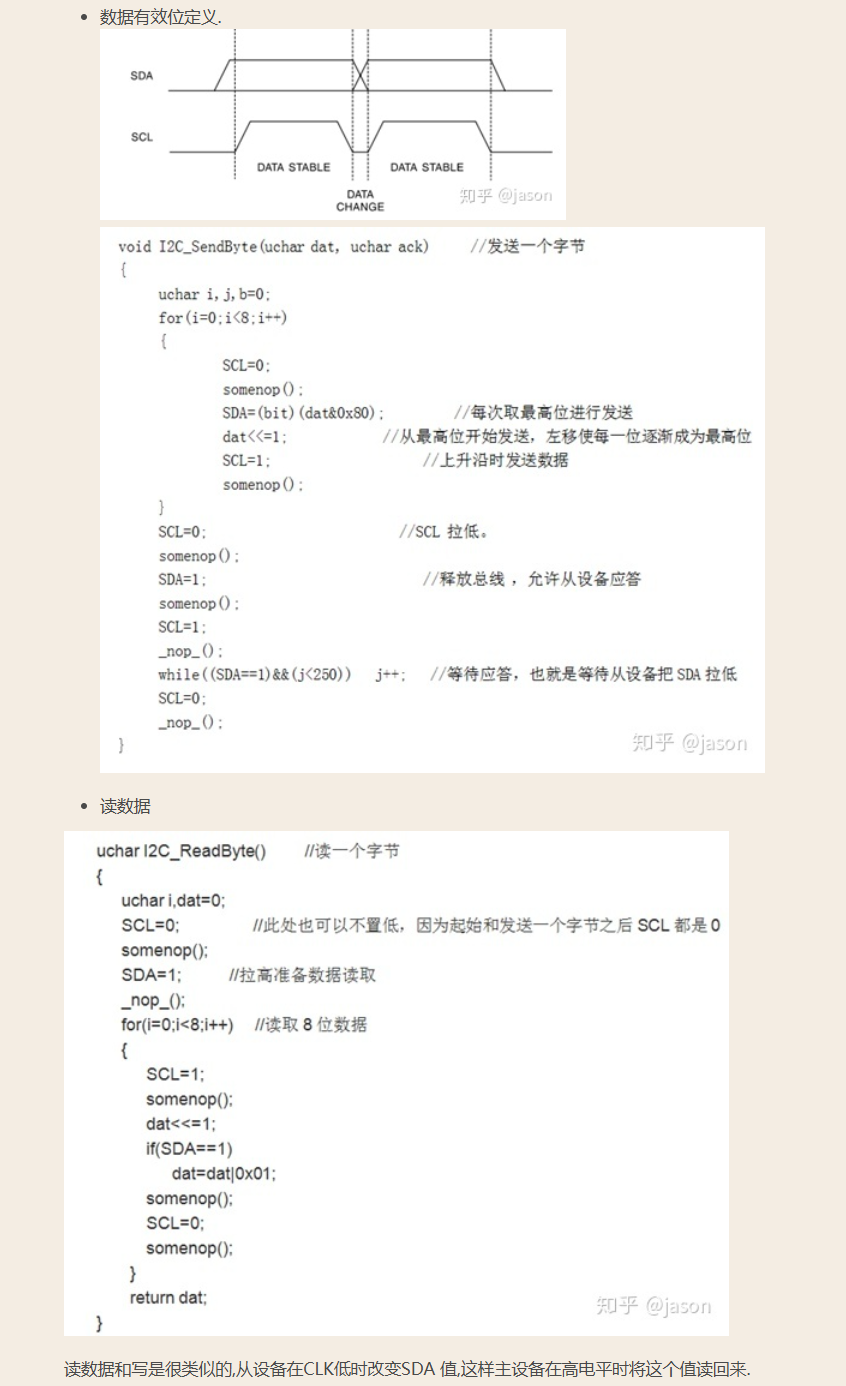 数据有效位定义.
SDA
SCL
DATA STABLE DATA STABLE
DATA
CHANGE
知乎 @jason
void I2C_SendByte(uchar dat, uchar ack) //发送一个字节
{
uchar i,j,b=0;
for(i=0;i<8;i++)
{
SCL=0;
somenop();
SDA=(bit)(dat&0x80); //每次取最高位进行发送
dat<<=1; //从最高位开始发送，左移使每一位逐渐成为最高位
SCL=1; //上升沿时发送数据
somenop();
}
SCL=0; //SCL 拉低。
somenop();
SDA=1; //释放总线 ，允许从设备应答
somenop();
SCL=1;
_nop_();
while((SDA==1)&&(j<250)) j++; //等待应答，也就是等待从设备把 SDA 拉低
SCL=0;
_nop_();
}
知乎 @jason
读数据
uchar I2C_ReadByte() //读一个字节
{
uchar i,dat=0;
SCL=0; //此处也可以不置低，因为起始和发送一个字节之后 SCL 都是 0
somenop();
SDA=1; //拉高准备数据读取
_nop_();
for(i=0;i<8;i++) //读取 8 位数据
{
SCL=1;
somenop();
dat<<=1;
if(SDA==1)
dat=dat|0x01;
somenop();
SCL=0;
somenop();
}
return dat;
}
知乎 @jason
读数据和写是很类似的,从设备在CLK低时改变SDA 值,这样主设备在高电平时将这个值读回来.